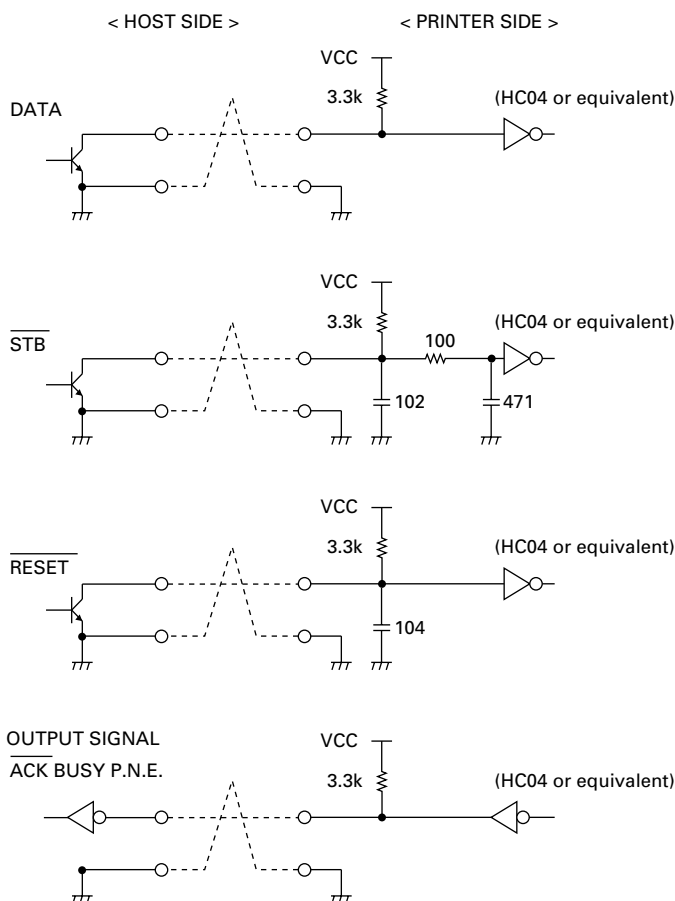 < HOST SIDE > < PRINTER SIDE >
VCC
3.3k (HC04 or equivalent)
DATA
VCC
3.3k (HC04 or equivalent)
STB 100
102 471
VCC
3.3k (HC04 or equivalent)
RESET
104
OUTPUT SIGNAL VCC
ACK BUSY P.N.E. 3.3k (HC04 or equivalent)